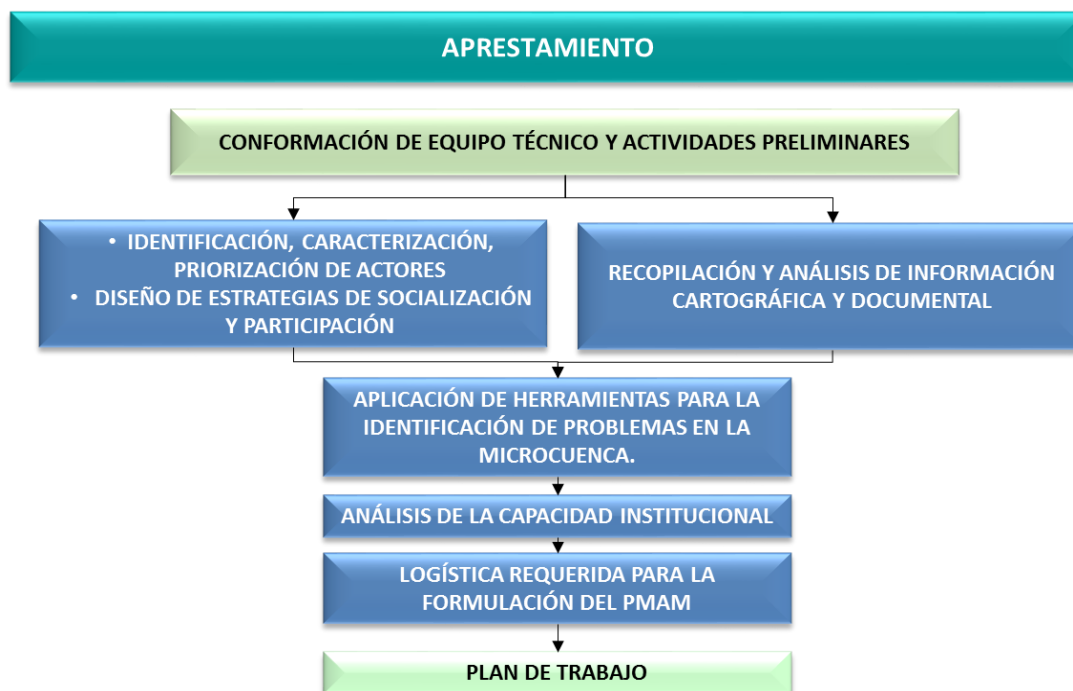 APRESTAMIENTO
CONFORMACIÓN DE EQUIPO TÉCNICO Y ACTIVIDADES PRELIMINARES
• IDENTIFICACIÓN, CARACTERIZACIÓN,
PRIORIZACIÓN DE ACTORES
• DISEÑO DE ESTRATEGIAS DE SOCIALIZACIÓN
Y PARTICIPACIÓN
RECOPILACIÓN Y ANÁLISIS DE INFORMACIÓN
CARTOGRÁFICA Y DOCUMENTAL
APLICACIÓN DE HERRAMIENTAS PARA LA
IDENTIFICACIÓN DE PROBLEMAS EN LA
MICROCUENCA.
ANÁLISIS DE LA CAPACIDAD INSTITUCIONAL
LOGÍSTICA REQUERIDA PARA LA
FORMULACIÓN DEL PMAM
PLAN DE TRABAJO